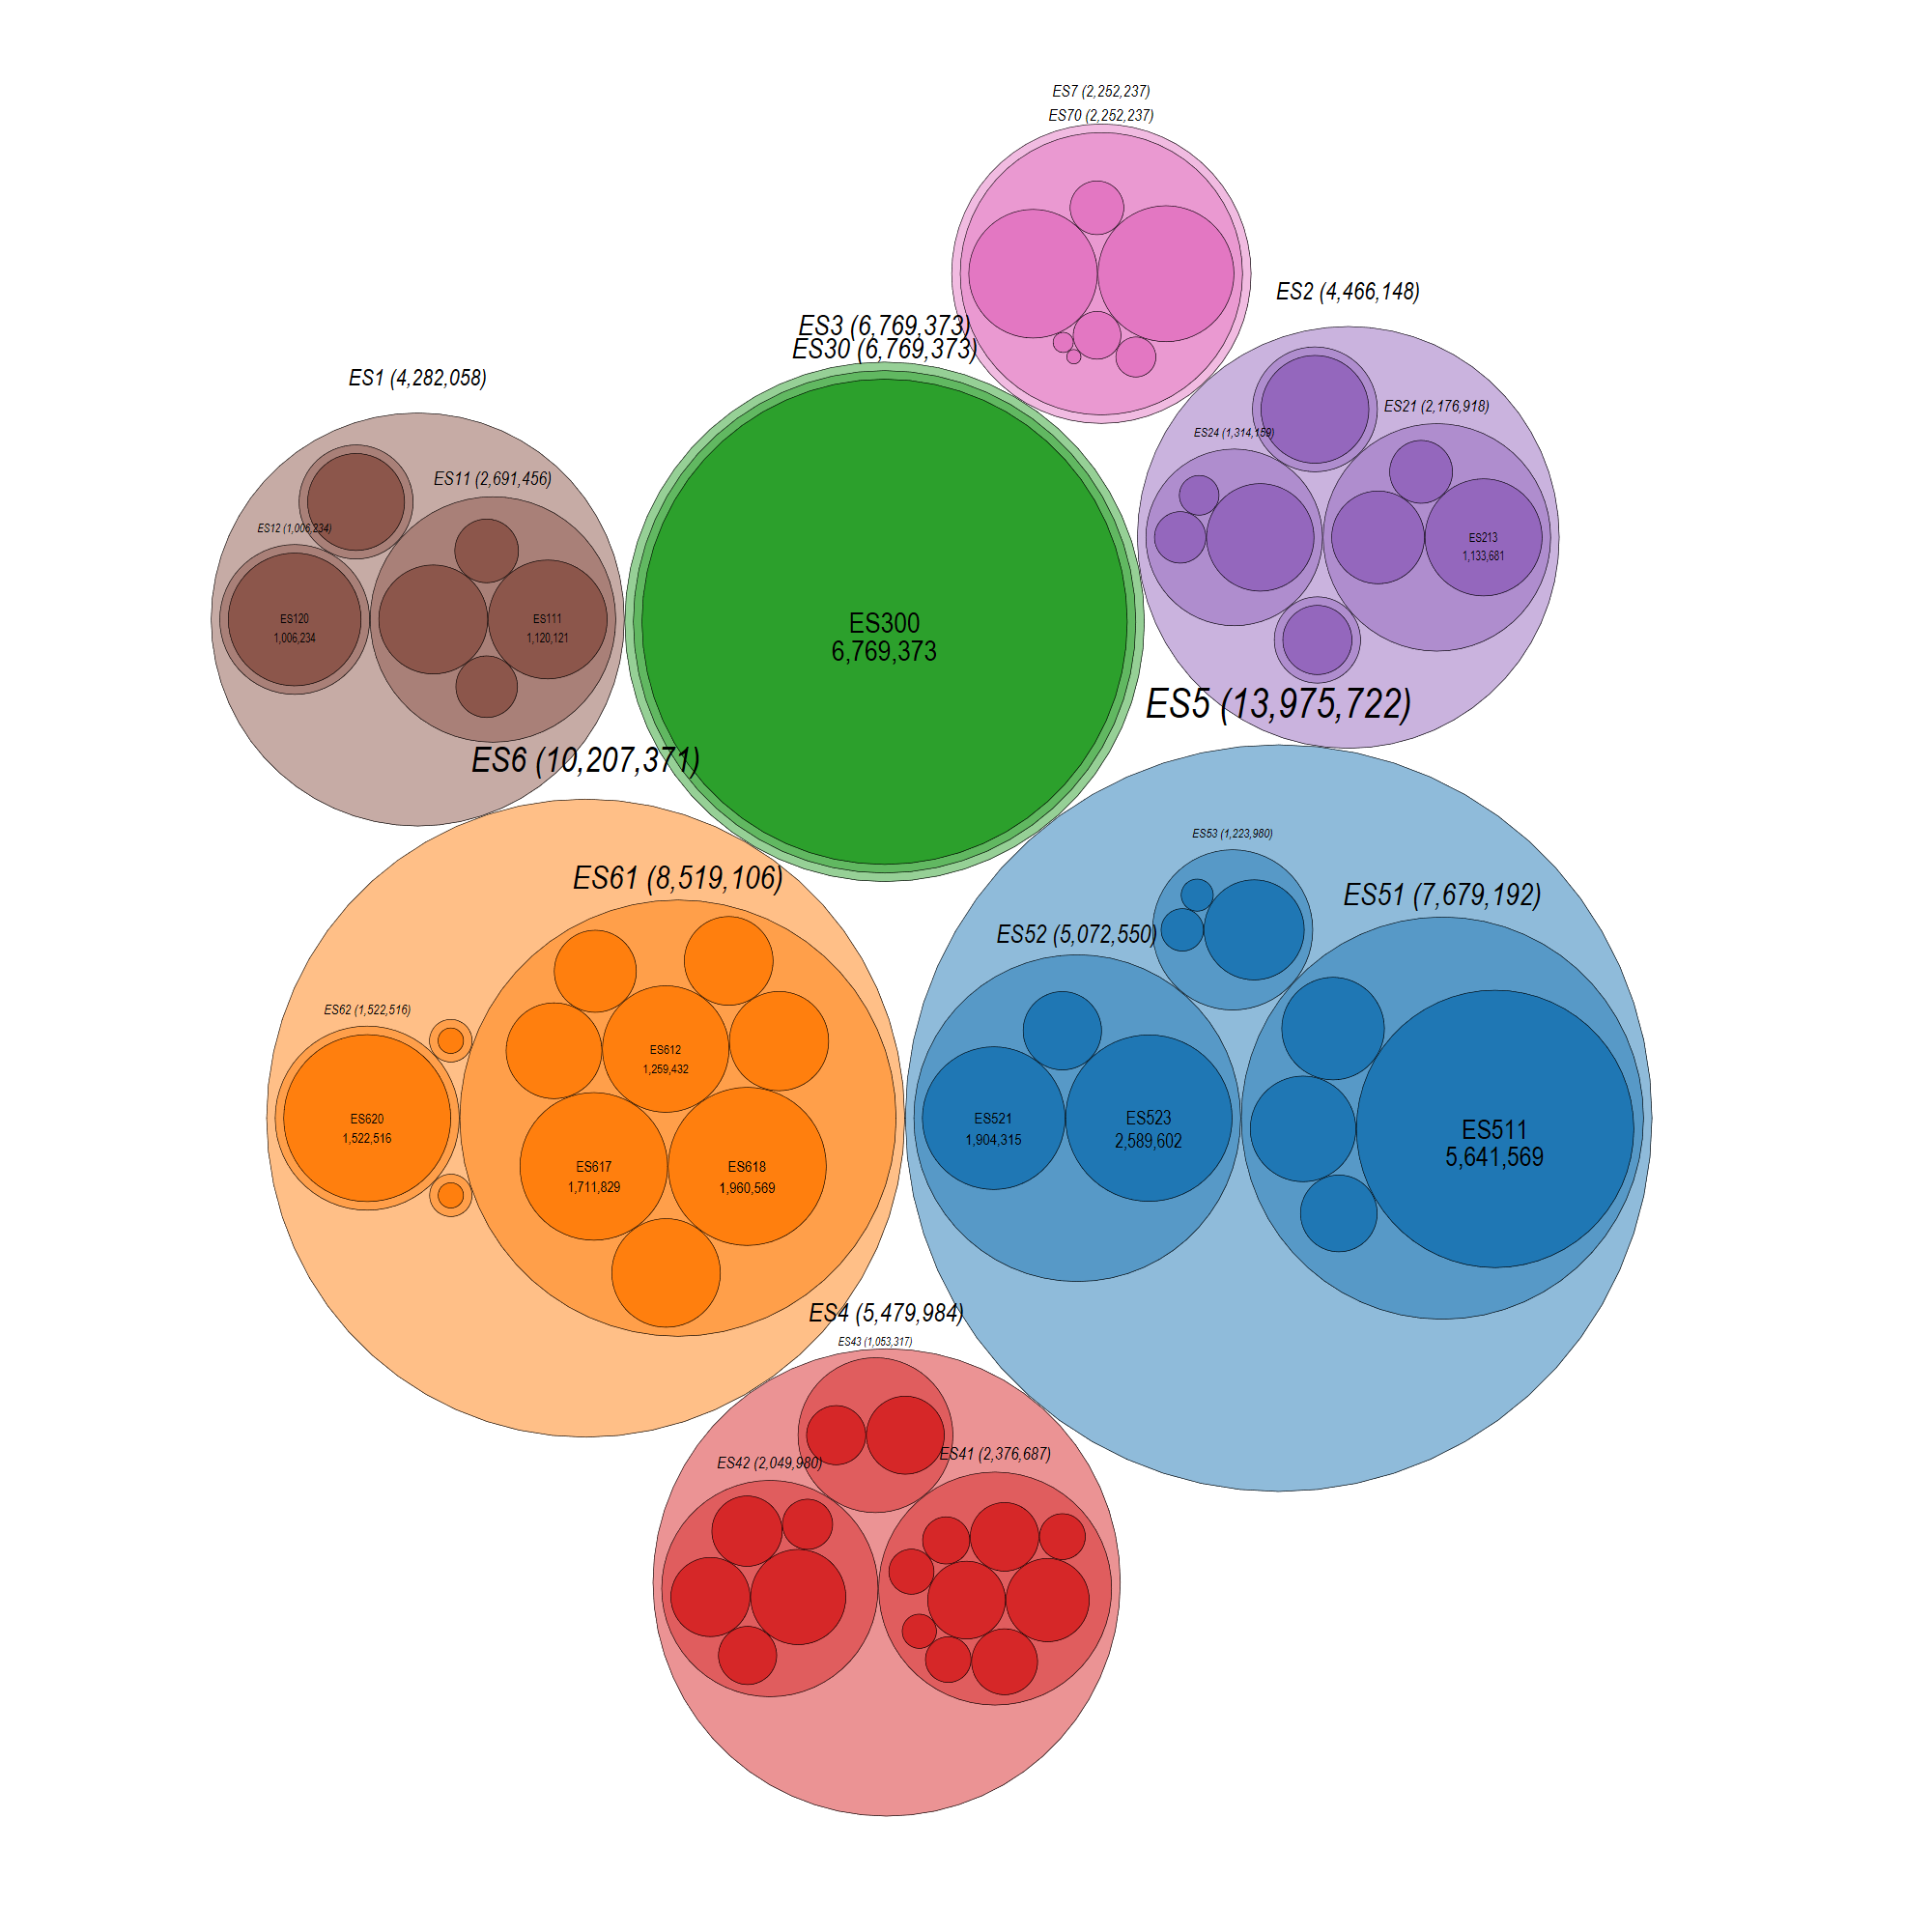 ES7 (2,252,237)
ES70 (2,252,237)
ES2 (4,466,148)
ES3 (6,769,373)
ES30 (6,769,373)
ES1 (4,282,058)
ES21 (2,176,918)
ES24 (1,314,159)
ES11 (2,691,456)
ES12 (1,006,234)
ES213
1,133,681
ES120
1,006,234
ES111
1,120,121
ES300
6,769,373
ES5 (13,975,722)
ES6 (10,207,371)
ES53 (1,223,980)
ES61 (8,519,106)
ES51 (7,679,192)
ES52 (5,072,550)
ES62 (1,522,516)
ES612
1,259,432
ES620
1,522,516
ES521
1,904,315
ES523
2,589,602
ES511
5,641,569
ES617
1,711,829
ES618
1,960,569
ES4 (5,479,984)
ES43 (1,053,317)
ES42 (2,049,980)
ES41 (2,376,687)